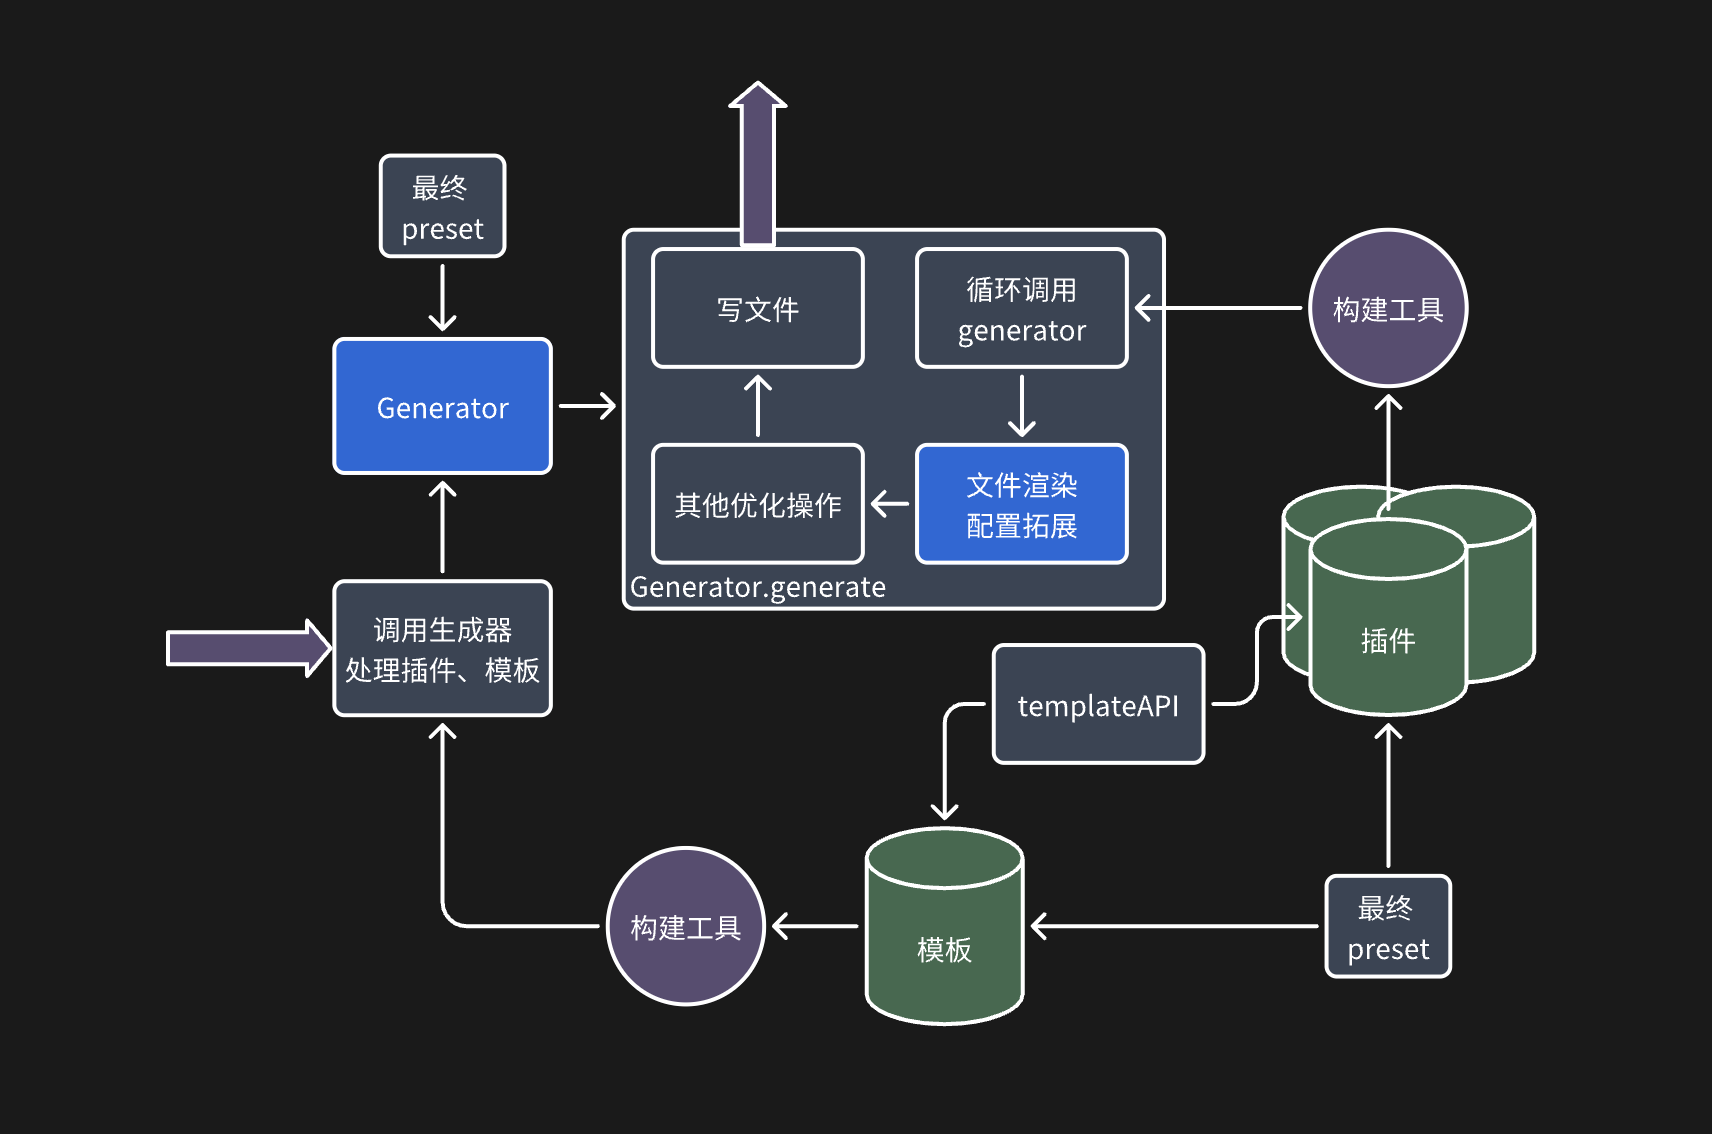 最终
preset
Generator
调用生成器
处理插件、模板
写文件
循环调用
generator
其他优化操作
文件渲染
配置拓展
Generator.generate
构建工具
插件
templateAPI
构建工具
模板
最终
preset